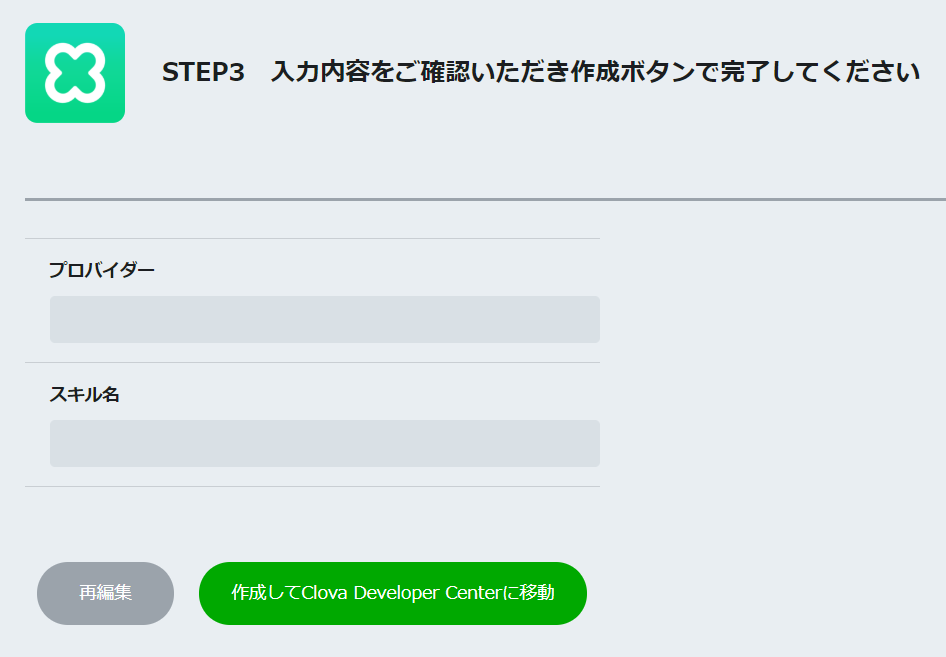 STEP3　入力内容をご確認いただき作成ボタンで完了してください
プロバイダー
スキル名
再編集
作成してClova Developer Centerに移動